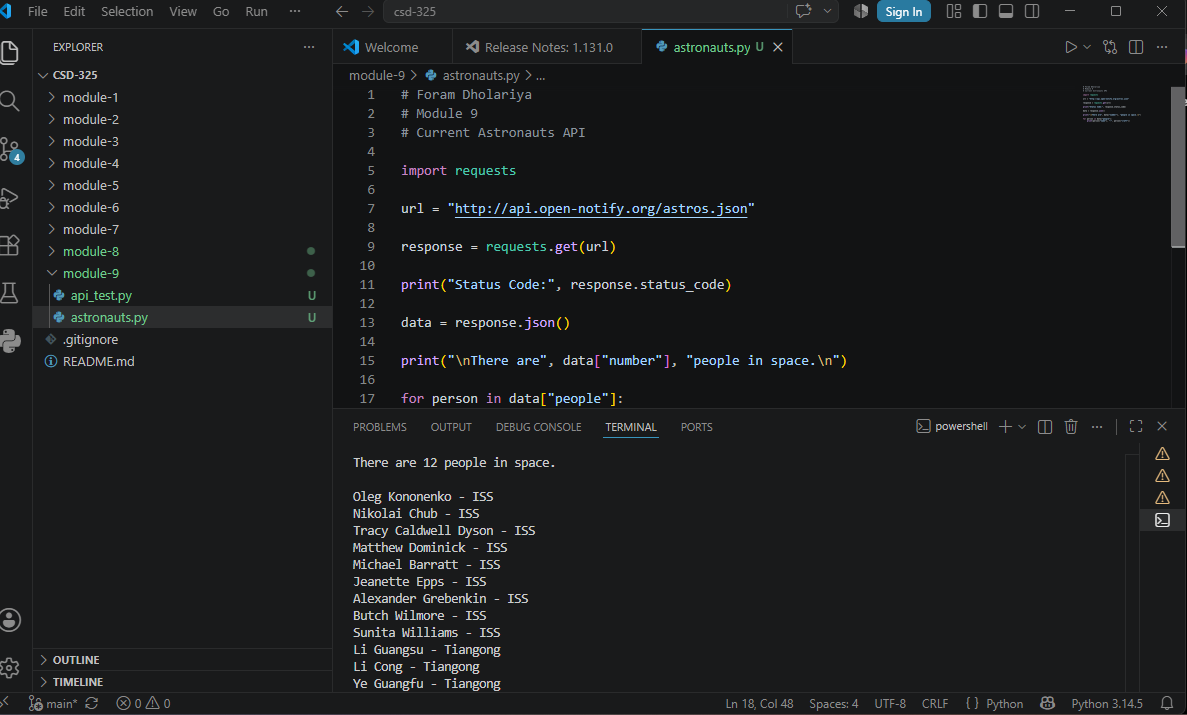 File Edit Selection View Go Run ··· csd-325 Sign In
EXPLORER ···
CSD-325
module-1
module-2
module-3
module-4
module-5
module-6
module-7
module-8
module-9
api_test.py U
astronauts.py U
.gitignore
README.md
OUTLINE
TIMELINE
4
Welcome Release Notes: 1.131.0 astronauts.py U
module-9 > astronauts.py > ...
1 # Foram Dholariya
2 # Module 9
3 # Current Astronauts API
4
5 import requests
6
7 url = "http://api.open-notify.org/astros.json"
8
9 response = requests.get(url)
10
11 print("Status Code:", response.status_code)
12
13 data = response.json()
14
15 print("\nThere are", data["number"], "people in space.\n")
16
17 for person in data["people"]:
PROBLEMS OUTPUT DEBUG CONSOLE TERMINAL PORTS powershell
There are 12 people in space.
Oleg Kononenko - ISS
Nikolai Chub - ISS
Tracy Caldwell Dyson - ISS
Matthew Dominick - ISS
Michael Barratt - ISS
Jeanette Epps - ISS
Alexander Grebenkin - ISS
Butch Wilmore - ISS
Sunita Williams - ISS
Li Guangsu - Tiangong
Li Cong - Tiangong
Ye Guangfu - Tiangong
main* 0 0 Ln 18, Col 48 Spaces: 4 UTF-8 CRLF { } Python Python 3.14.5